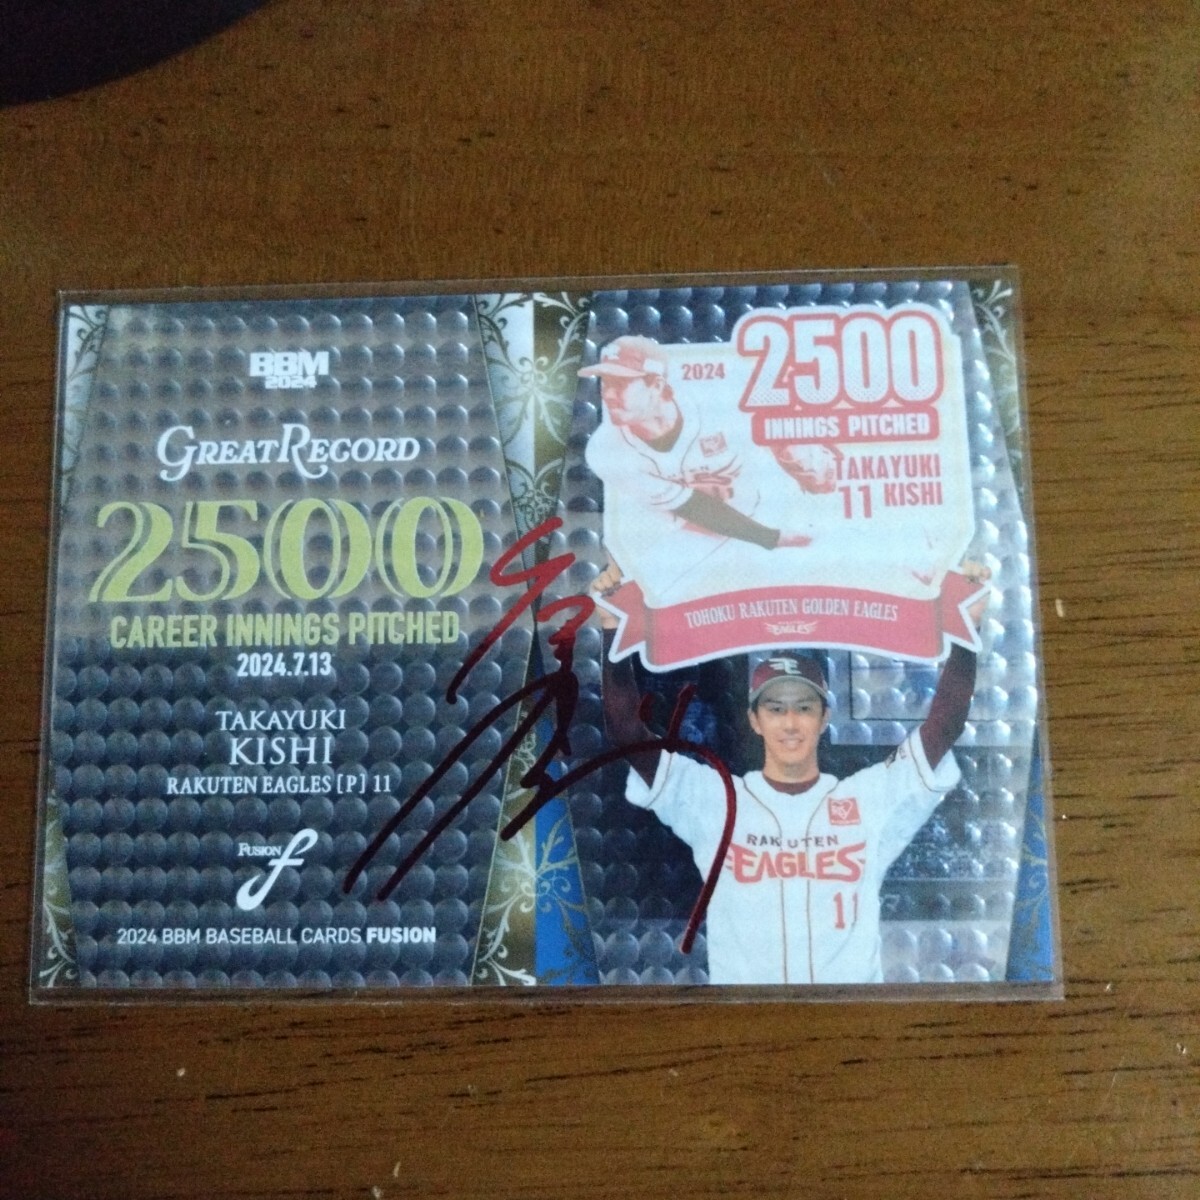 BBM
2024
GREAT RECORD
2500
CAREER INNINGS PITCHED
2024.7.13
TAKAYUKI
KISHI
RAKUTEN EAGLES [P] 11
FUSION f
2024 BBM BASEBALL CARDS FUSION
2024 2500
INNINGS PITCHED
TAKAYUKI
11 KISHI
TOHOKU RAKUTEN GOLDEN EAGLES
EAGLES
E
RAKUTEN
EAGLES
11